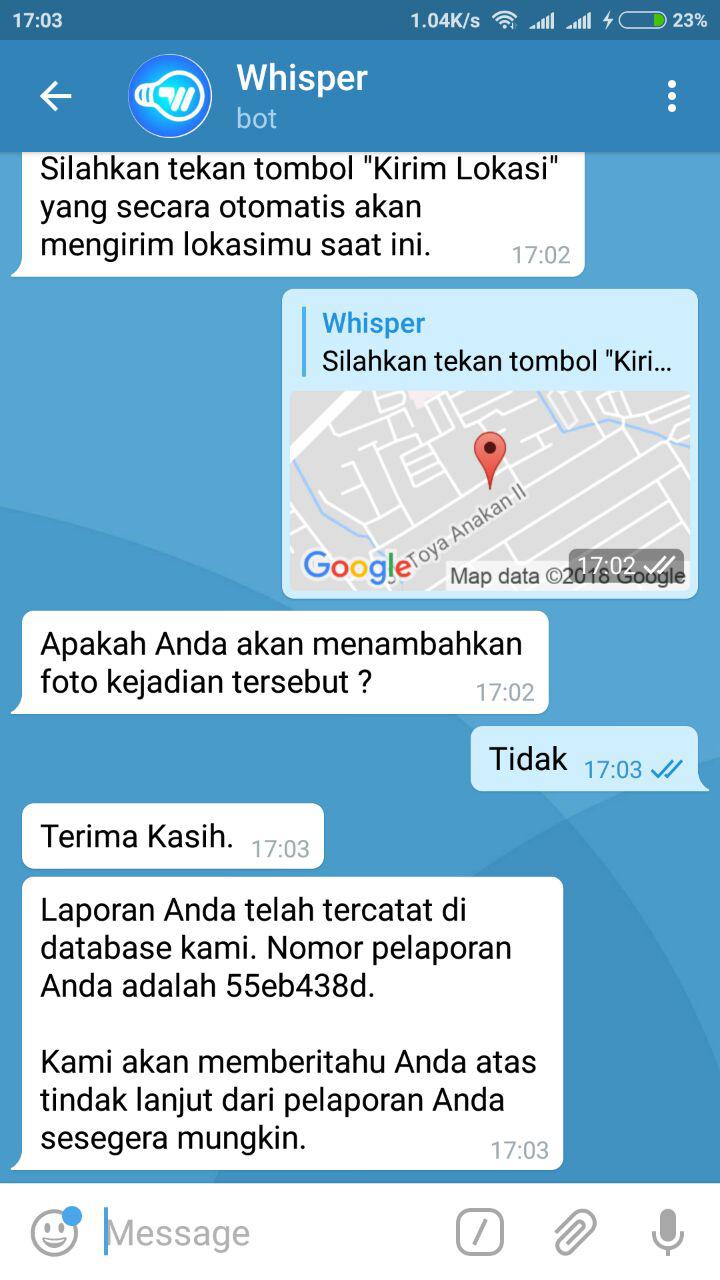 17:03
1.04K/s
23%
Whisper
bot
Silahkan tekan tombol "Kirim Lokasi"
yang secara otomatis akan
mengirim lokasimu saat ini.
17:02
Whisper
Silahkan tekan tombol "Kiri...
Toya Anakan II
Google
Map data ©2018 Google
17:02
Apakah Anda akan menambahkan
foto kejadian tersebut ?
17:02
Tidak
17:03
Terima Kasih.
17:03
Laporan Anda telah tercatat di
database kami. Nomor pelaporan
Anda adalah 55eb438d.
Kami akan memberitahu Anda atas
tindak lanjut dari pelaporan Anda
sesegera mungkin.
17:03
Message